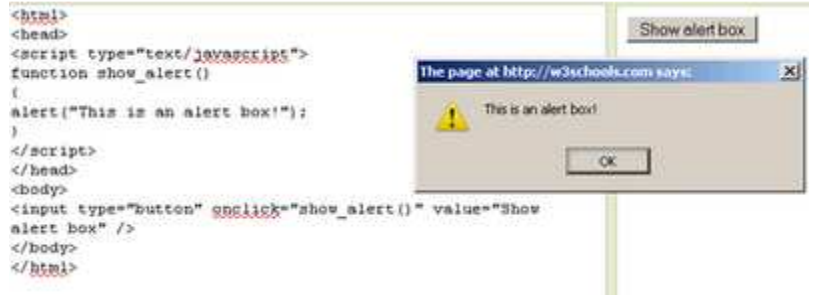 <html>
<head>
<script type="text/javascript">
function show_alert()
{
alert("This is an alert box!");
}
</script>
</head>
<body>
<input type="button" onclick="show_alert()" value="Show
alert box" />
</body>
</html>
Show alert box
The page at http://w3schools.com says:
This is an alert box!
OK